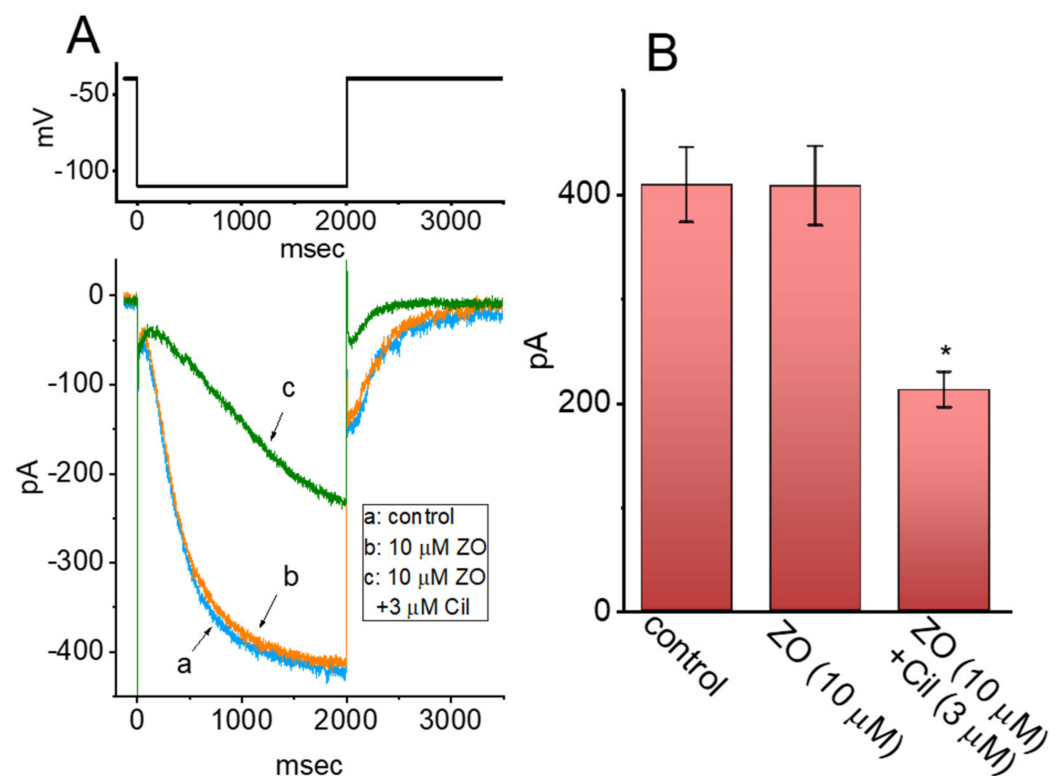 A
mV
-50
-100
0
1000
2000
3000
msec
pA
0
-100
-200
-300
-400
c
b
a
a: control
b: 10 μM ZO
c: 10 μM ZO
+3 μM Cil
0
1000
2000
3000
msec
B
pA
400
200
0
*
control
ZO (10 μM)
ZO (10 μM)
+Cil (3 μM)